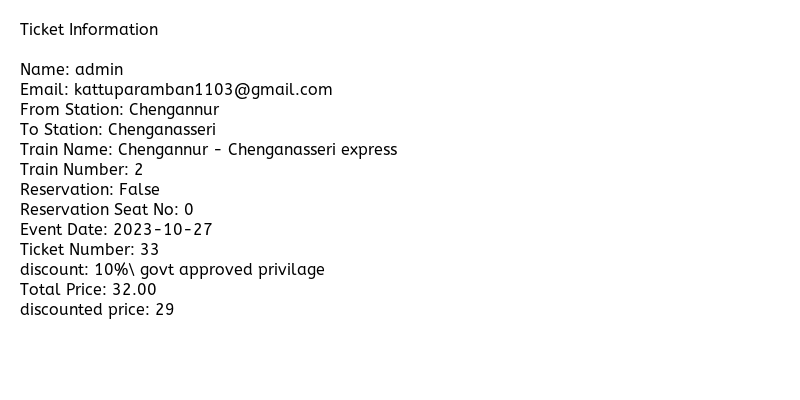 Ticket Information
Name: admin
Email: kattuparamban1103@gmail.com
From Station: Chengannur
To Station: Chenganasseri
Train Name: Chengannur - Chenganasseri express
Train Number: 2
Reservation: False
Reservation Seat No: 0
Event Date: 2023-10-27
Ticket Number: 33
discount: 10%\ govt approved privilage
Total Price: 32.00
discounted price: 29